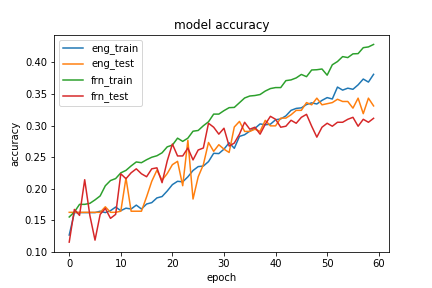 model accuracy
eng_train
eng_test
frn_train
frn_test
accuracy
0.40
0.35
0.30
0.25
0.20
0.15
0.10
0 10 20 30 40 50 60
epoch